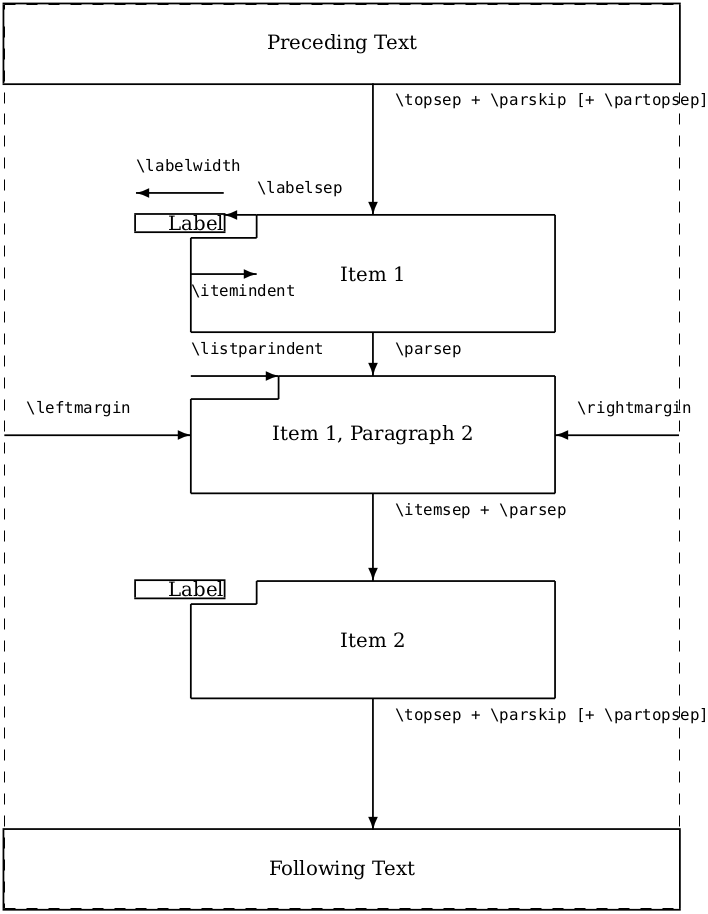 Preceding Text
\topsep + \parskip [+ \partopsep]
\labelwidth
\labelsep
Label
Item 1
\itemindent
\listparindent
\parsep
\leftmargin
\rightmargin
Item 1, Paragraph 2
\itemsep + \parsep
Label
Item 2
\topsep + \parskip [+ \partopsep]
Following Text